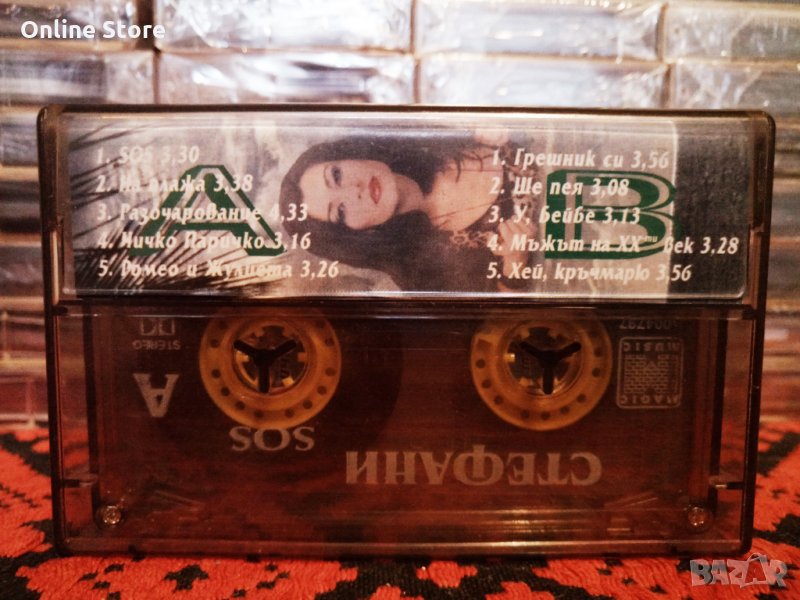 Online Store
A
1. SOS 3,30
2. На плажа 3,38
3. Разочарование 4,33
4. Ничко Паричко 3,16
5. Ромео и Жулиета 3,26
B
1. Грешник си 3,56
2. Ще пея 3,08
3. У, Бейбе 3,13
4. Мъжът на XX ти век 3,28
5. Хей, кръчмарю 3,56
STEREO
A
SOS
СТЕФАНИ
MAGIC
MUSIC
BAZAR